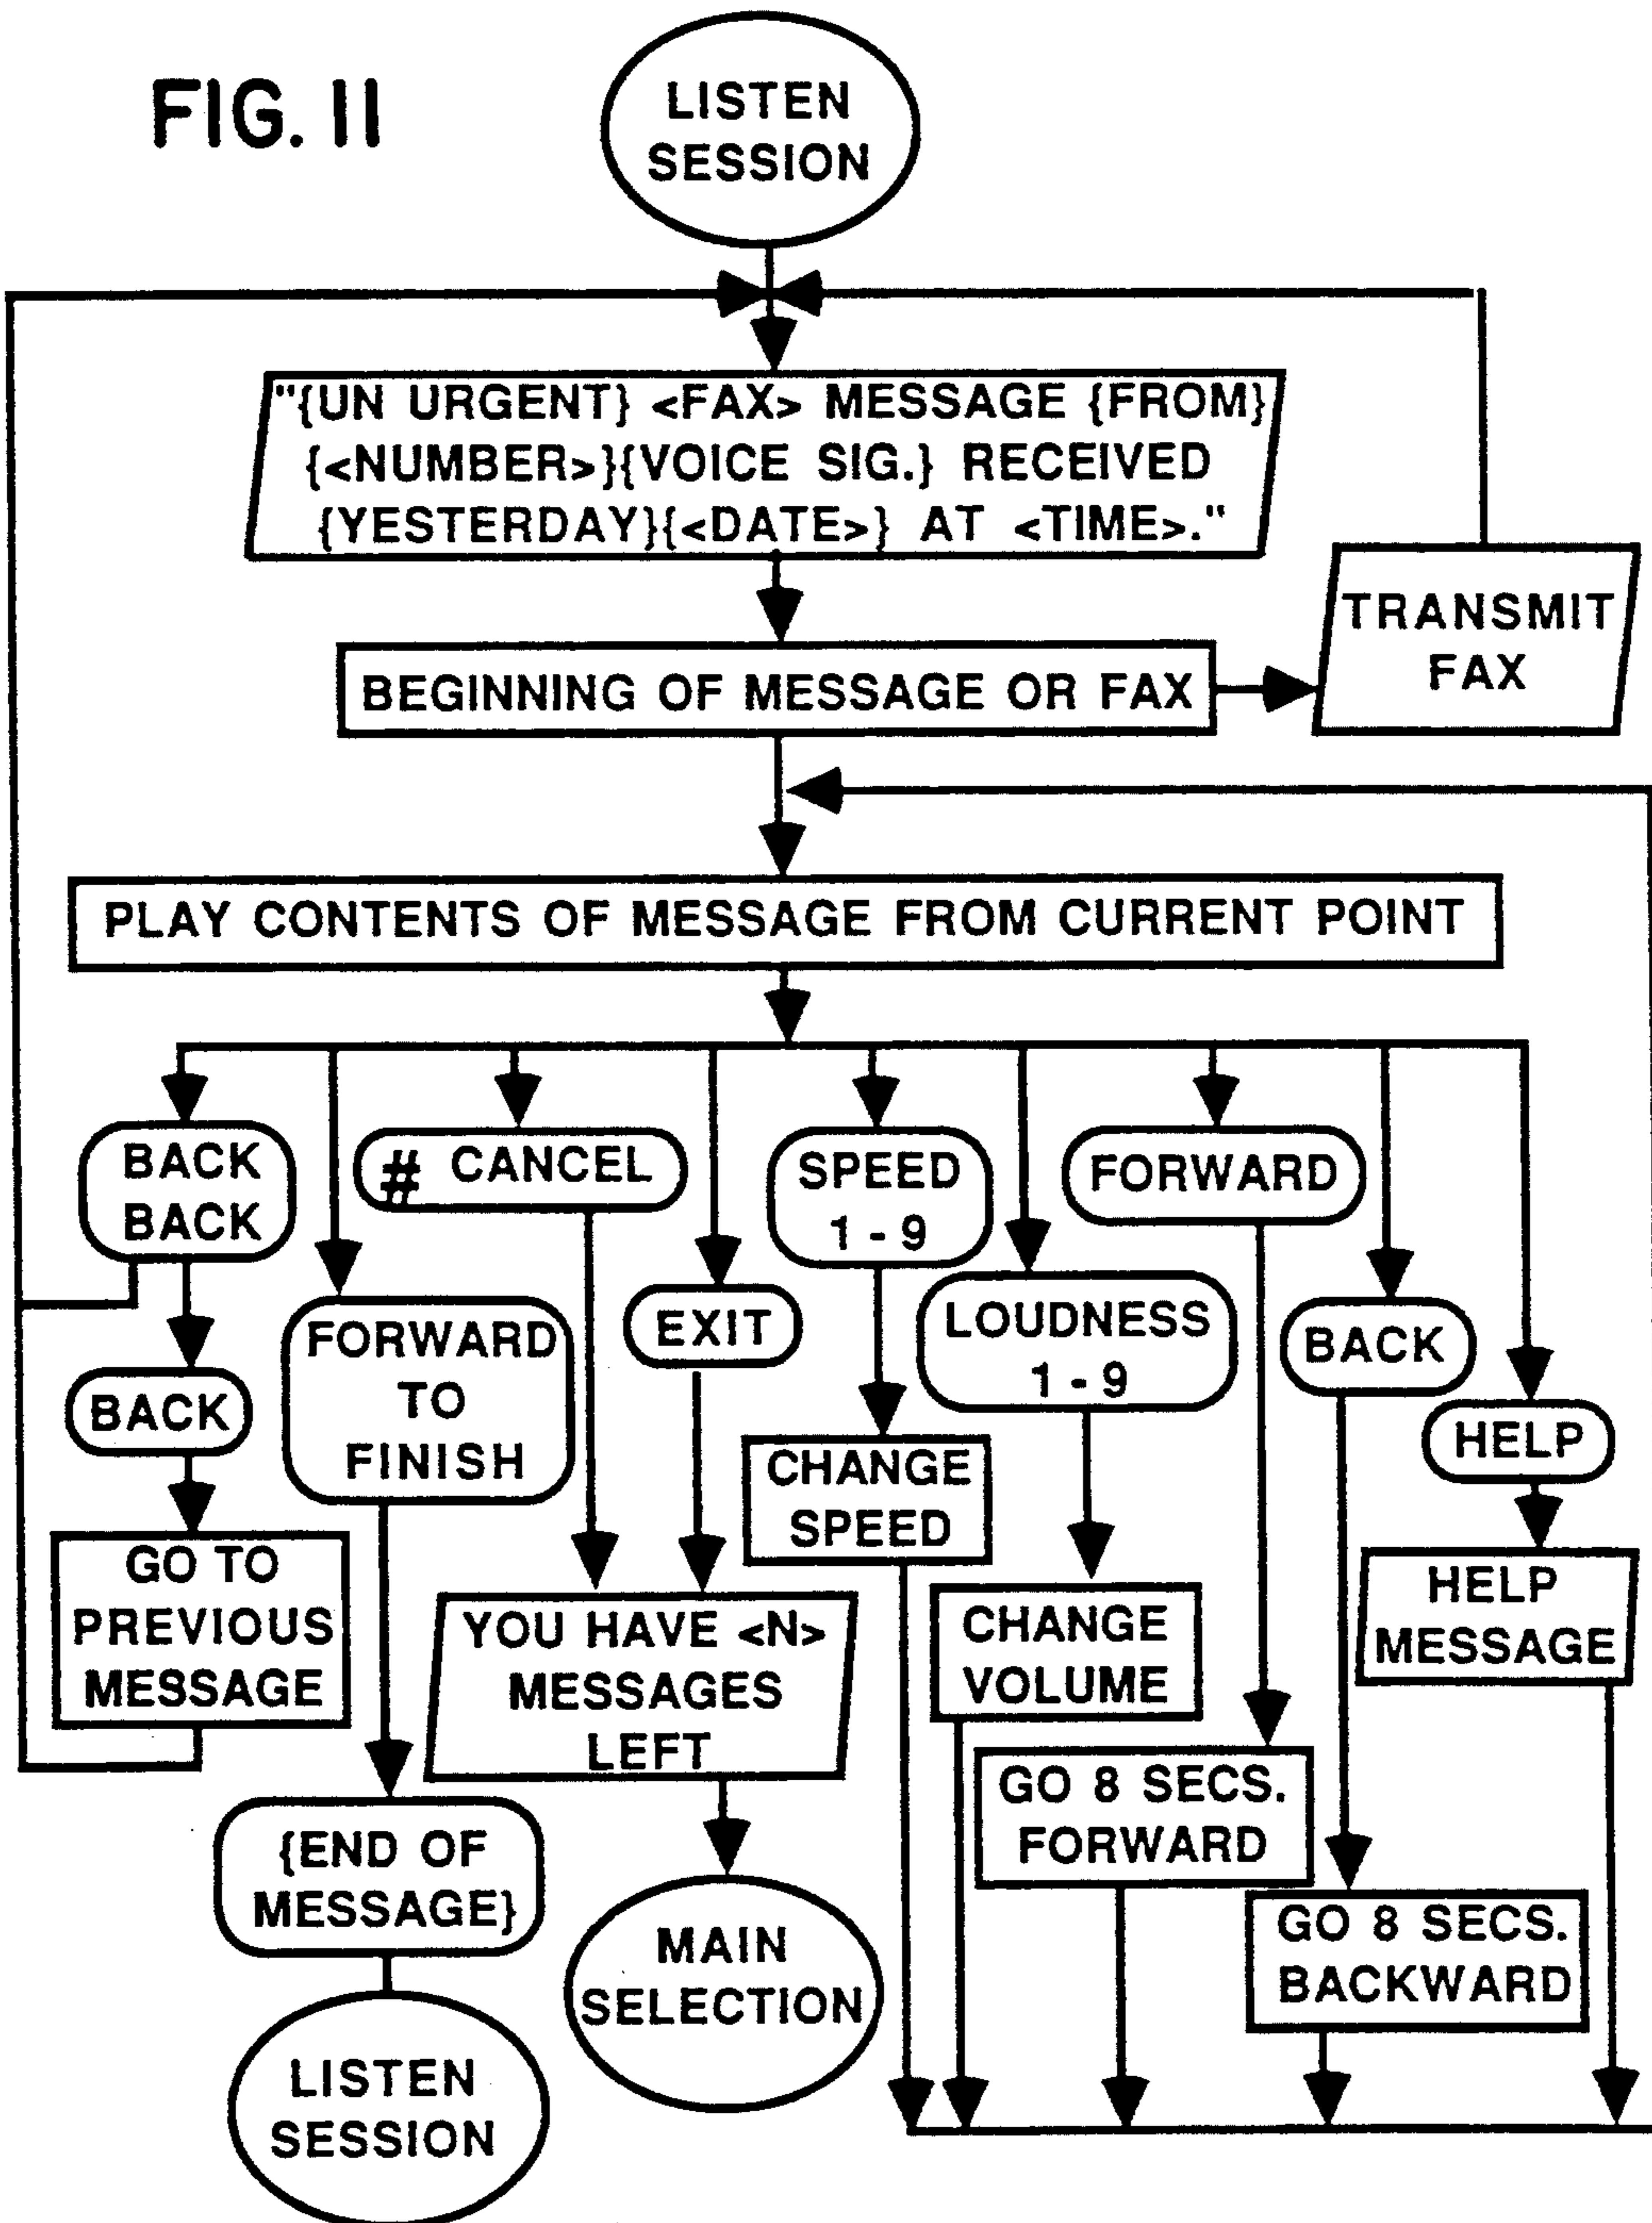 FIG. 11
LISTEN
SESSION
"{UN URGENT} <FAX> MESSAGE {FROM}
{<NUMBER>}{VOICE SIG.} RECEIVED
{YESTERDAY}{<DATE>} AT <TIME>."
TRANSMIT
FAX
BEGINNING OF MESSAGE OR FAX
PLAY CONTENTS OF MESSAGE FROM CURRENT POINT
BACK
BACK
# CANCEL
SPEED
1 - 9
FORWARD
FORWARD
TO
FINISH
EXIT
LOUDNESS
1 - 9
BACK
BACK
HELP
CHANGE
SPEED
GO TO
PREVIOUS
MESSAGE
YOU HAVE <N>
MESSAGES
LEFT
CHANGE
VOLUME
HELP
MESSAGE
GO 8 SECS.
FORWARD
{END OF
MESSAGE}
GO 8 SECS.
BACKWARD
MAIN
SELECTION
LISTEN
SESSION